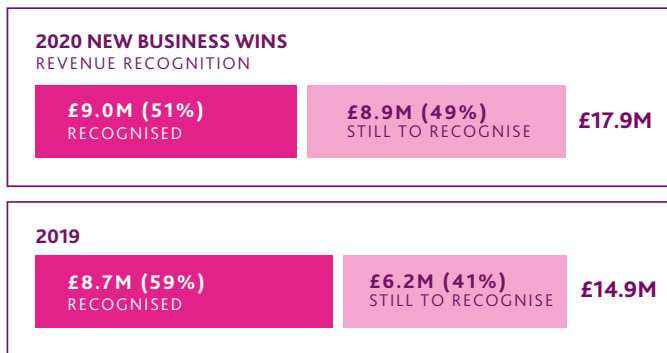 2020 NEW BUSINESS WINS
REVENUE RECOGNITION
£9.0M (51%)
RECOGNISED
£8.9M (49%)
STILL TO RECOGNISE
£17.9M
2019
£8.7M (59%)
RECOGNISED
£6.2M (41%)
STILL TO RECOGNISE
£14.9M